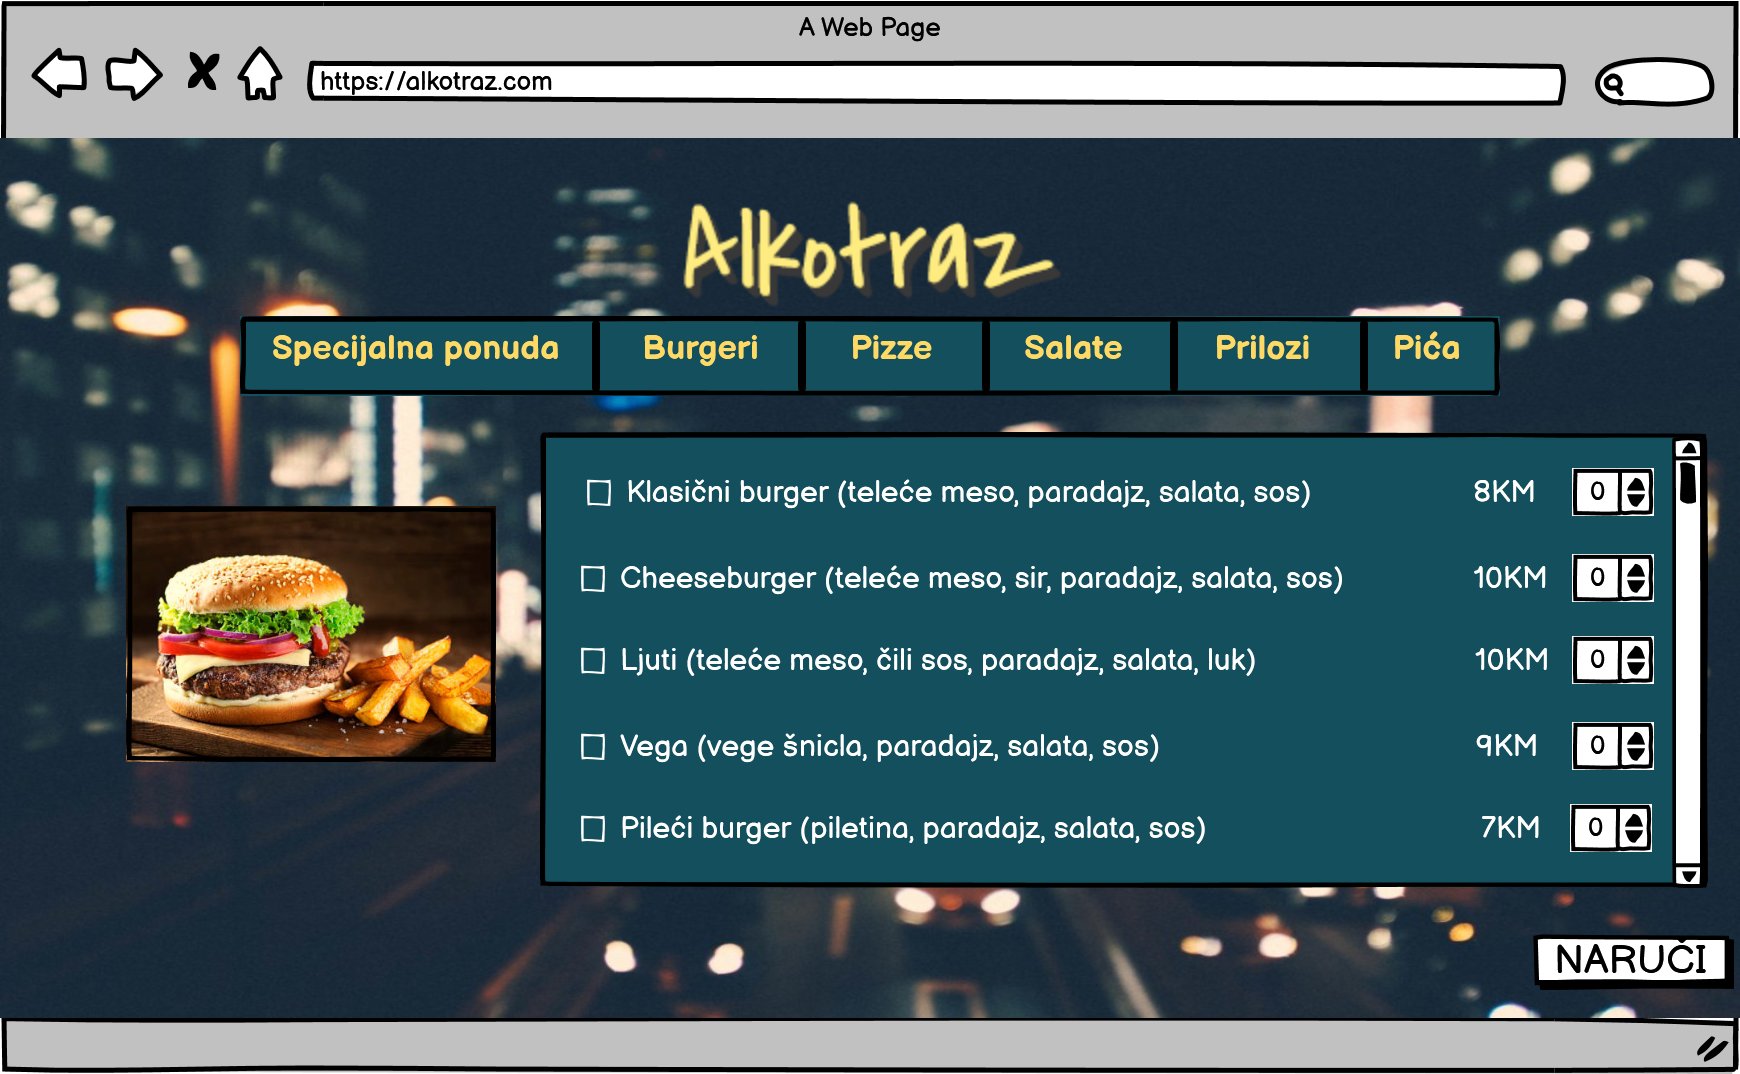 A Web Page
https://alkotraz.com
Alkotraz
Specijalna ponuda Burgeri Pizze Salate Prilozi Pića
Klasični burger (teleće meso, paradajz, salata, sos) 8KM 0
Cheeseburger (teleće meso, sir, paradajz, salata, sos) 10KM 0
Ljuti (teleće meso, čili sos, paradajz, salata, luk) 10KM 0
Vega (vege šnicla, paradajz, salata, sos) 9KM 0
Pileći burger (piletina, paradajz, salata, sos) 7KM 0
NARUČI